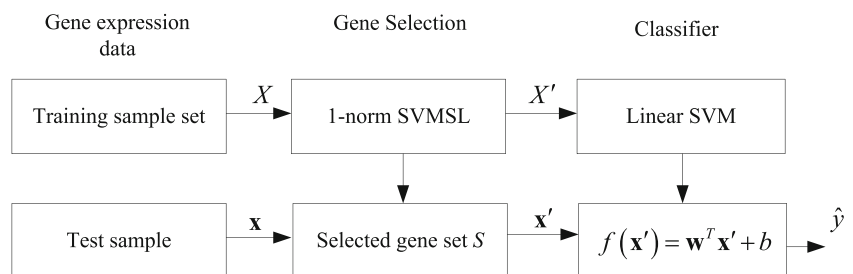 Gene expression
data
Gene Selection
Classifier
Training sample set
X
1-norm SVMSL
X′
Linear SVM
Test sample
x
Selected gene set S
x′
f(x′) = wᵀx′ + b
ŷ